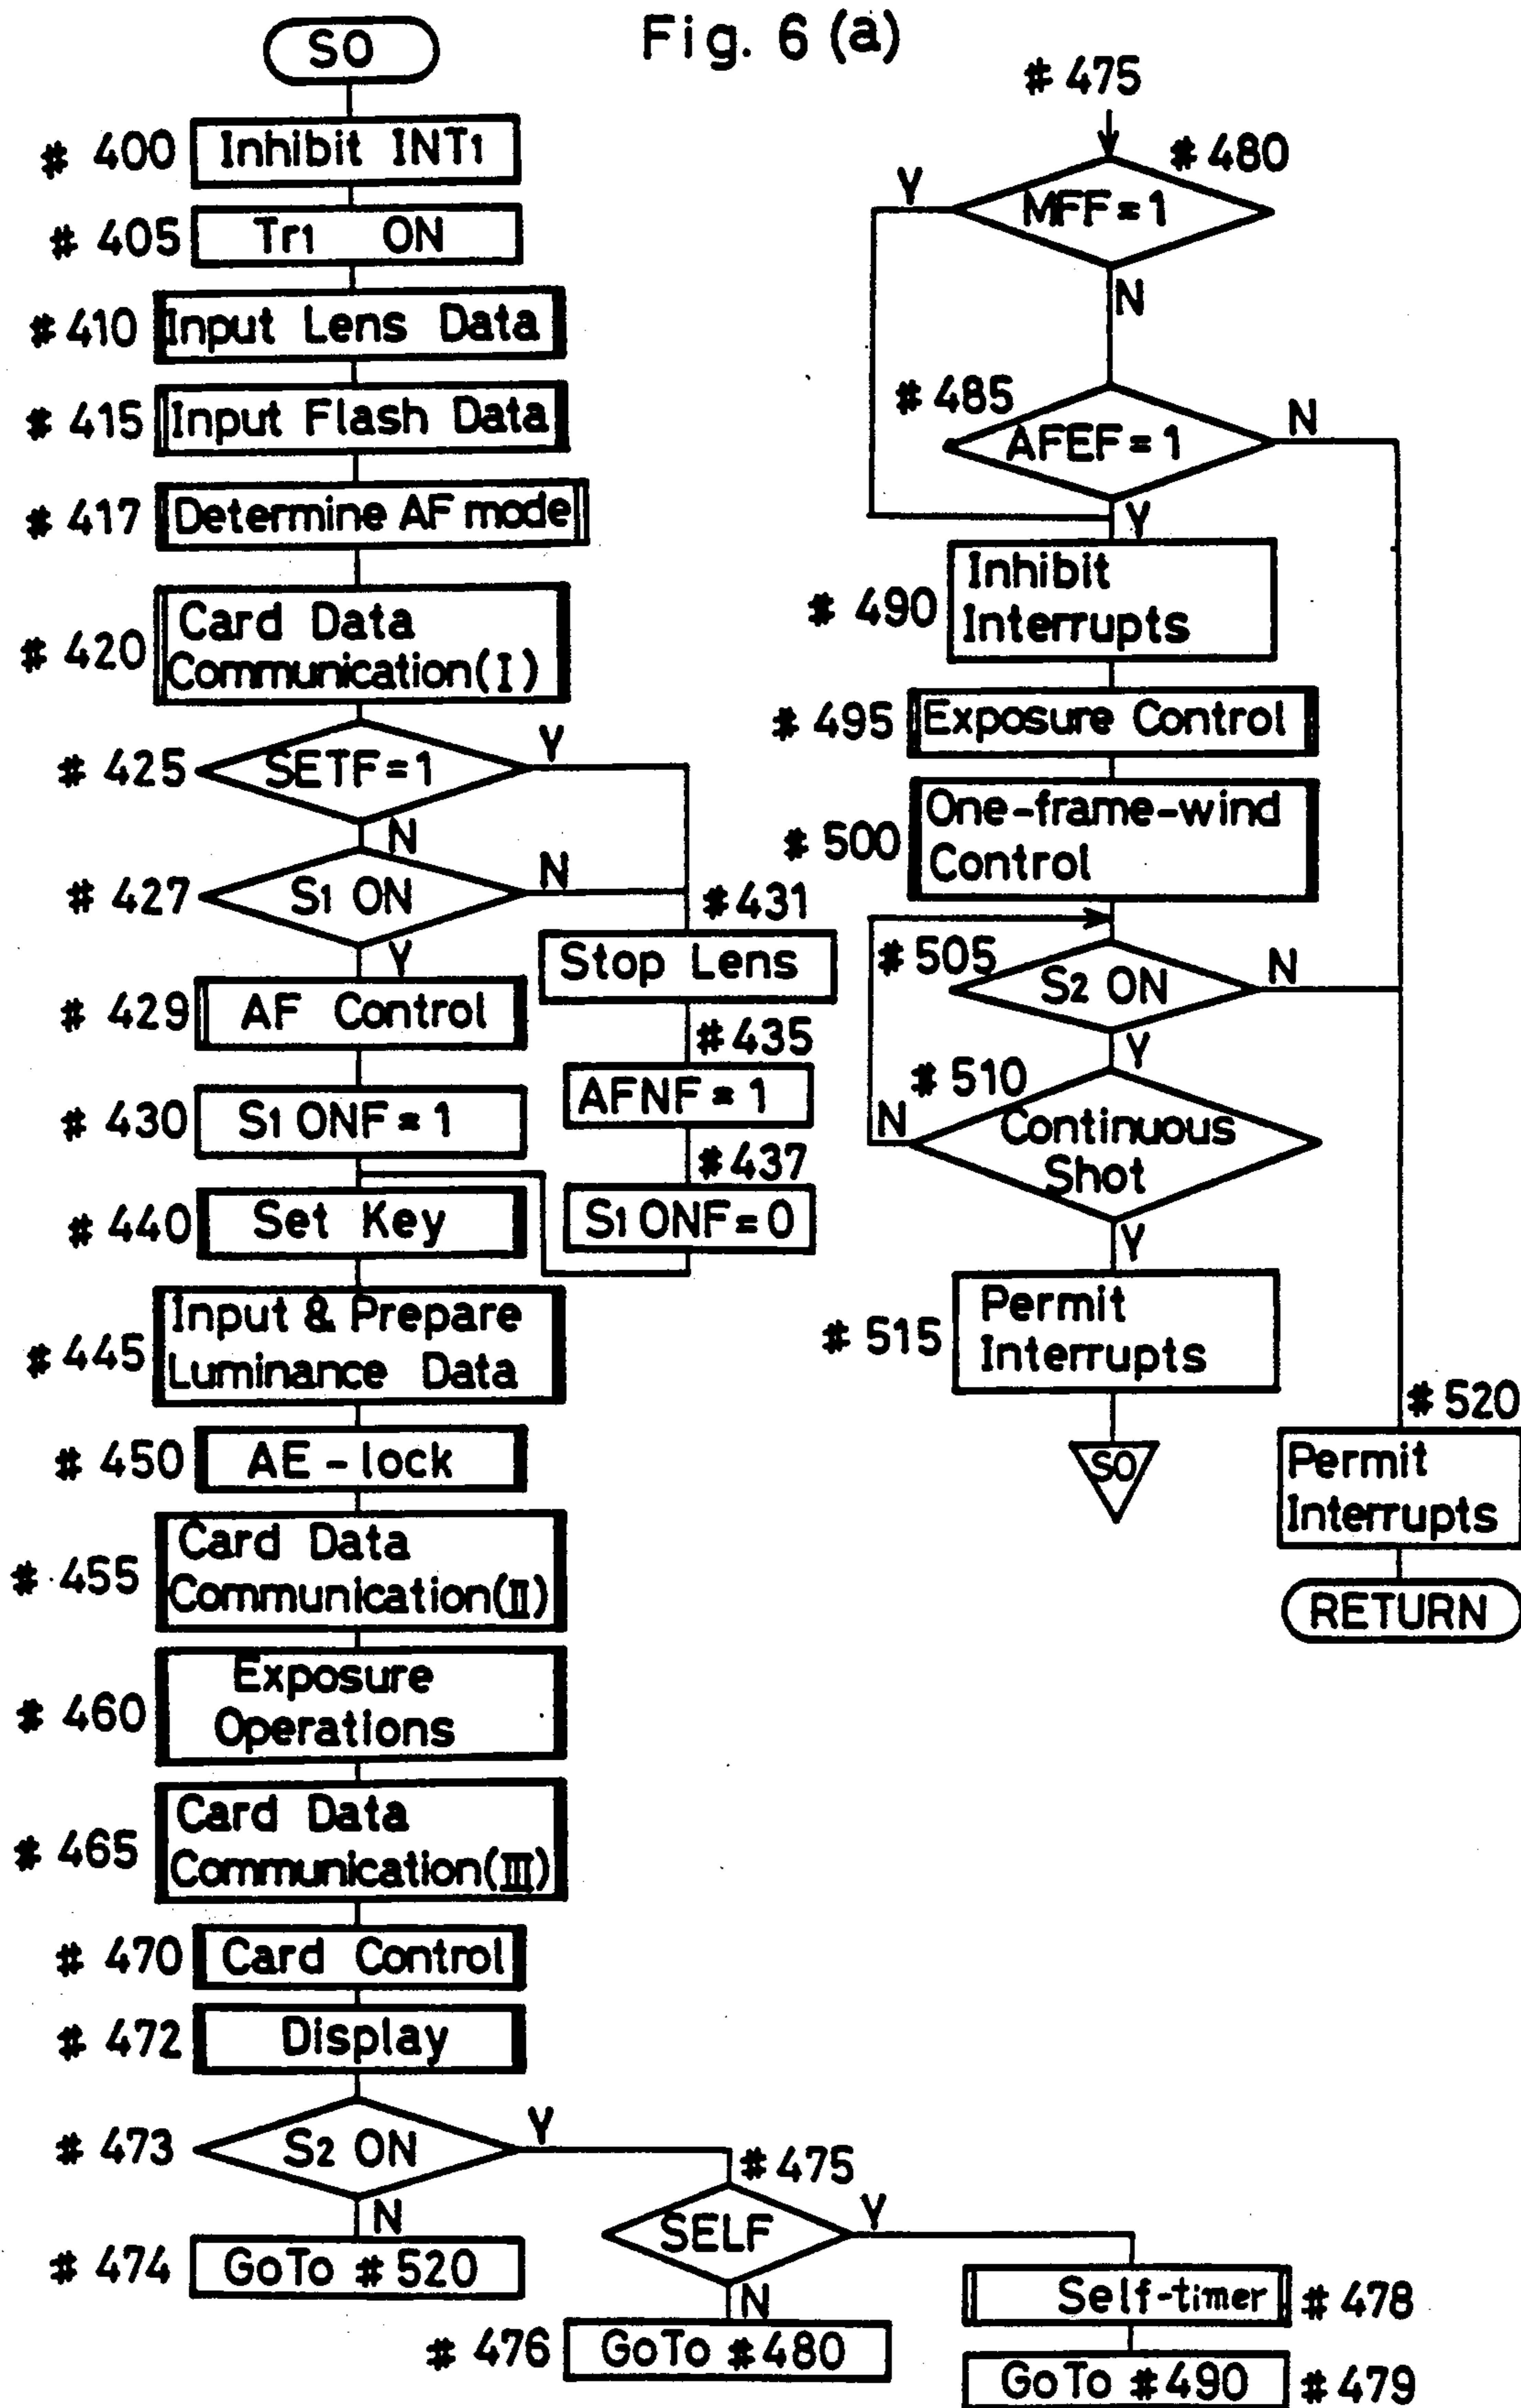 Fig. 6 (a)
S0
# 400 Inhibit INT1
# 405 Tr1 ON
# 410 Input Lens Data
# 415 Input Flash Data
# 417 Determine AF mode
# 420 Card Data
Communication(I)
# 425 SETF=1
Y
N
# 427 S1 ON
N
Y
# 429 AF Control
# 430 S1 ONF=1
#431
Stop Lens
#435
AFNF=1
#437
S1 ONF=0
# 440 Set Key
# 445 Input & Prepare
Luminance Data
# 450 AE-lock
# 455 Card Data
Communication(II)
# 460 Exposure
Operations
# 465 Card Data
Communication(III)
# 470 Card Control
# 472 Display
# 473 S2 ON
Y
N
# 474 GoTo #520
# 475
SELF
Y
N
# 476 GoTo #480
Self-timer # 478
GoTo #490 # 479
# 475
# 480
MFF=1
Y
N
# 485
AFEF=1
N
Y
# 490 Inhibit
Interrupts
# 495 Exposure Control
# 500 One-frame-wind
Control
# 505
S2 ON
N
Y
# 510
Continuous
Shot
N
Y
# 515 Permit
Interrupts
S0
# 520
Permit
Interrupts
RETURN